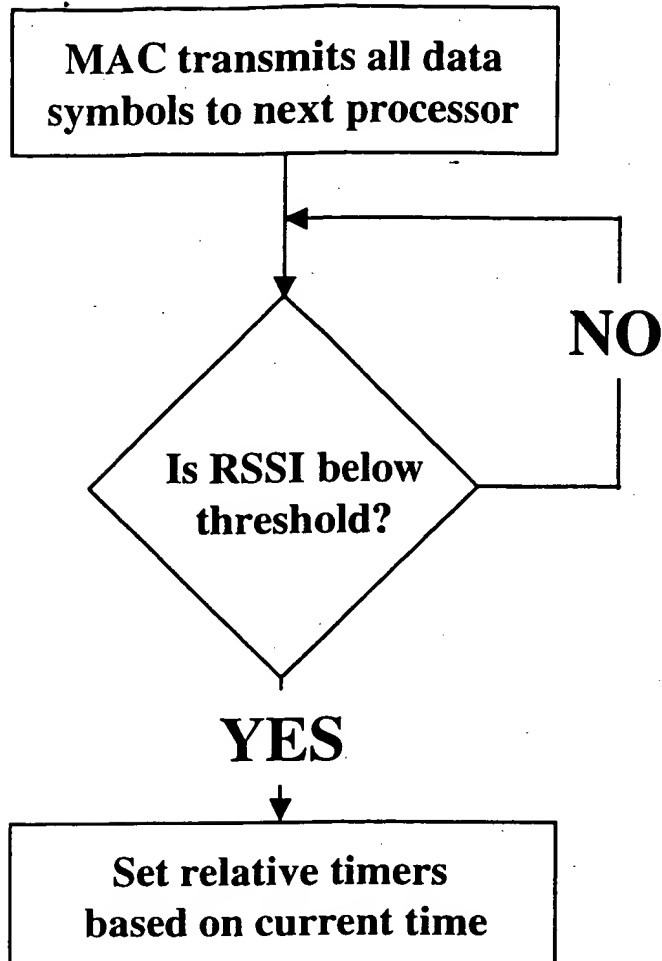 MAC transmits all data
symbols to next processor
NO
Is RSSI below
threshold?
YES
Set relative timers
based on current time